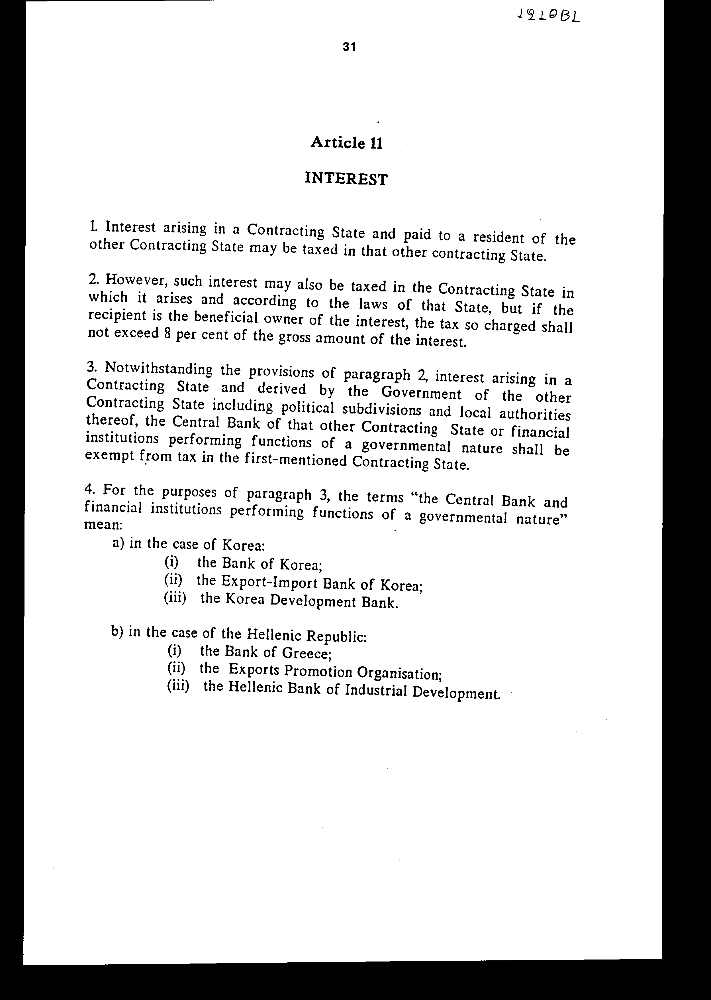 31
Article 11
INTEREST
1. Interest arising in a Contracting State and paid to a resident of the
other Contracting State may be taxed in that other contracting State.
2. However, such interest may also be taxed in the Contracting State in
which it arises and according to the laws of that State, but if the
recipient is the beneficial owner of the interest, the tax so charged shall
not exceed 8 per cent of the gross amount of the interest.
3. Notwithstanding the provisions of paragraph 2, interest arising in a
Contracting State and derived by the Government of the other
Contracting State including political subdivisions and local authorities
thereof, the Central Bank of that other Contracting State or financial
institutions performing functions of a governmental nature shall be
exempt from tax in the first-mentioned Contracting State.
4. For the purposes of paragraph 3, the terms “the Central Bank and
financial institutions performing functions of a governmental nature”
mean:
a) in the case of Korea:
(i) the Bank of Korea;
(ii) the Export-Import Bank of Korea;
(iii) the Korea Development Bank.
b) in the case of the Hellenic Republic:
(i) the Bank of Greece;
(ii) the Exports Promotion Organisation;
(iii) the Hellenic Bank of Industrial Development.